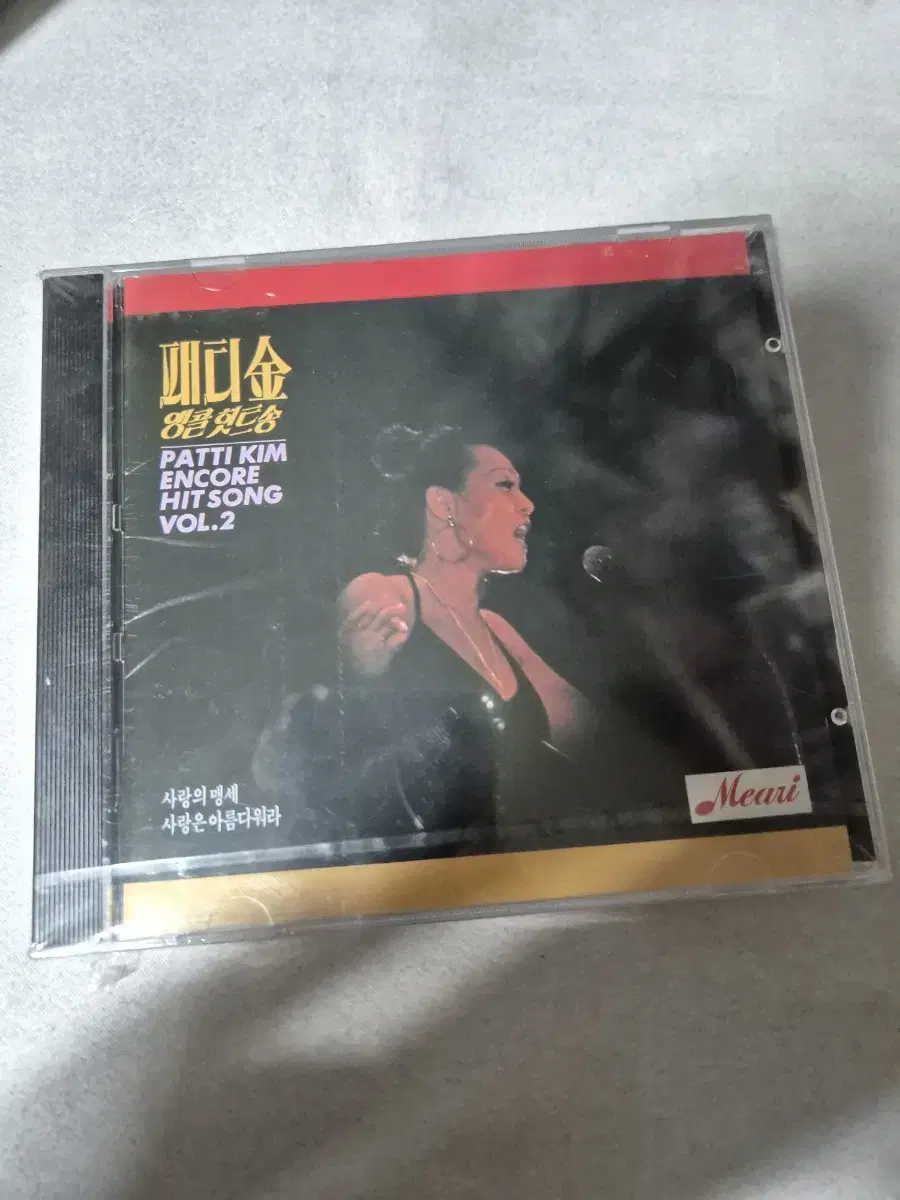 패티金
앵콜 힛트송
PATTI KIM
ENCORE
HIT SONG
VOL.2
사랑의 맹세
사랑은 아름다워라
Meari